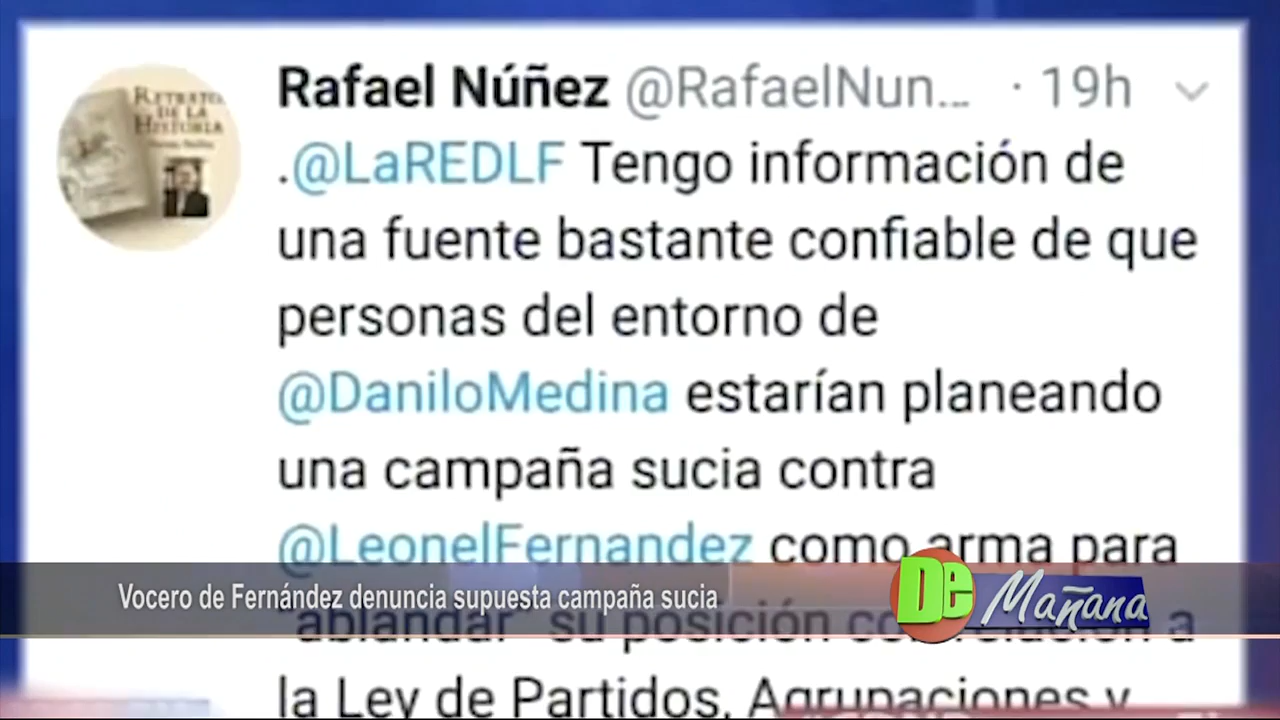 Rafael Núñez @RafaelNun... · 19h
.@LaREDLF Tengo información de
una fuente bastante confiable de que
personas del entorno de
@DaniloMedina estarían planeando
una campaña sucia contra
@LeonelFernandez como arma para
"ablandar" su posición con relación a
la Ley de Partidos, Agrupaciones y
RETRATO
DE LA
HISTORIA
Vocero de Fernández denuncia supuesta campaña sucia
De Mañana